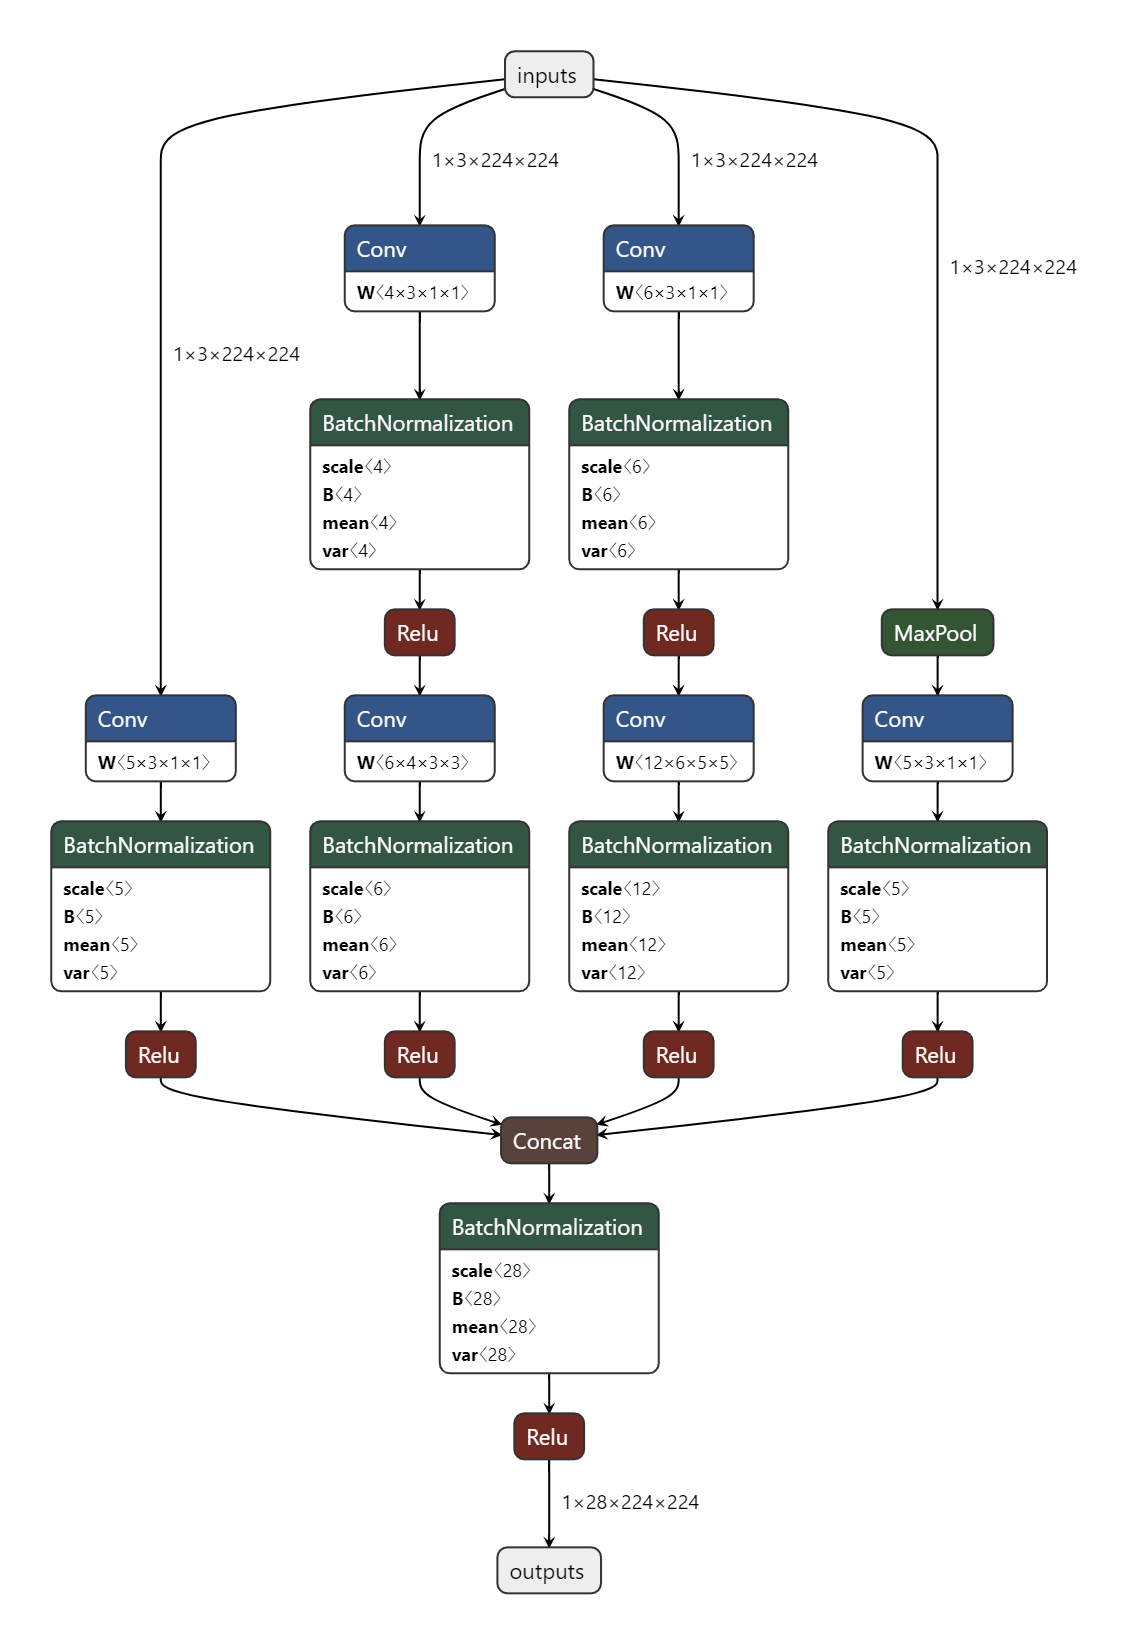 inputs
1×3×224×224
1×3×224×224
1×3×224×224
1×3×224×224
Conv
W〈4×3×1×1〉
Conv
W〈6×3×1×1〉
BatchNormalization
scale〈4〉
B〈4〉
mean〈4〉
var〈4〉
BatchNormalization
scale〈6〉
B〈6〉
mean〈6〉
var〈6〉
Relu
Relu
MaxPool
Conv
W〈5×3×1×1〉
Conv
W〈6×4×3×3〉
Conv
W〈12×6×5×5〉
Conv
W〈5×3×1×1〉
BatchNormalization
scale〈5〉
B〈5〉
mean〈5〉
var〈5〉
BatchNormalization
scale〈6〉
B〈6〉
mean〈6〉
var〈6〉
BatchNormalization
scale〈12〉
B〈12〉
mean〈12〉
var〈12〉
BatchNormalization
scale〈5〉
B〈5〉
mean〈5〉
var〈5〉
Relu
Relu
Relu
Relu
Concat
BatchNormalization
scale〈28〉
B〈28〉
mean〈28〉
var〈28〉
Relu
1×28×224×224
outputs